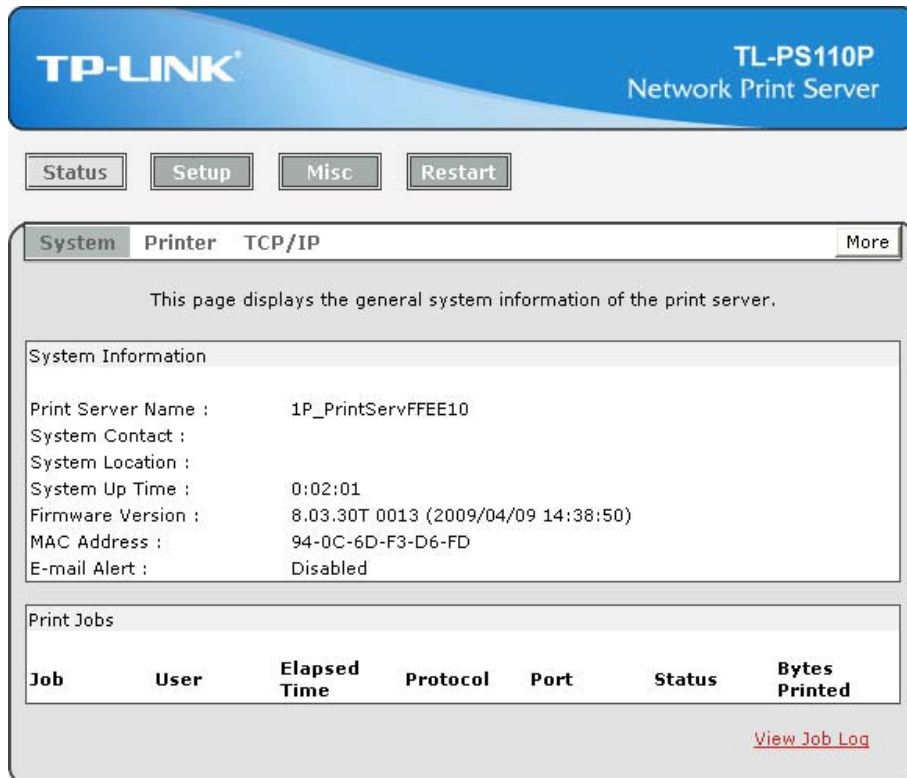 TP-LINK
TL-PS110P
Network Print Server
Status Setup Misc Restart
System Printer TCP/IP More
This page displays the general system information of the print server.
System Information
Print Server Name : 1P_PrintServFFEE10
System Contact :
System Location :
System Up Time : 0:02:01
Firmware Version : 8.03.30T 0013 (2009/04/09 14:38:50)
MAC Address : 94-0C-6D-F3-D6-FD
E-mail Alert : Disabled
Print Jobs
Job User Elapsed Time Protocol Port Status Bytes Printed
View Job Log